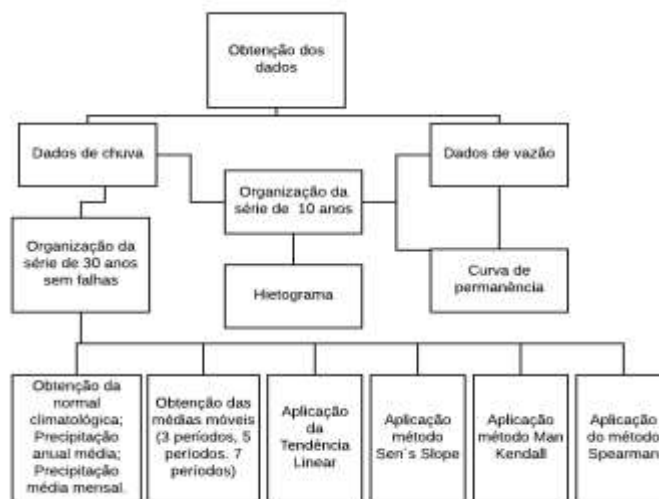 Obtenção dos
dados
Dados de chuva
Dados de vazão
Organização da
série de 10 anos
Organização da
série de 30 anos
sem falhas
Hietograma
Curva de
permanência
Obtenção da
normal
climatológica;
Precipitação
anual média;
Precipitação
média mensal.
Obtenção das
médias móveis
(3 períodos, 5
períodos. 7
períodos)
Aplicação
da
Tendência
Linear
Aplicação
método
Sen`s Slope
Aplicação
método Man
Kendall
Aplicação
do método
Spearman